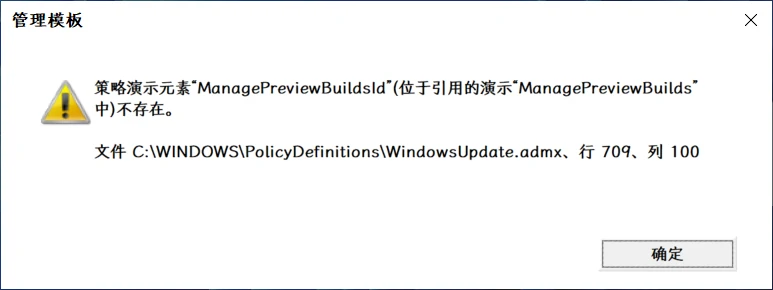 管理模板
策略演示元素“ManagePreviewBuildsId”(位于引用的演示“ManagePreviewBuilds”
中)不存在。
文件 C:\WINDOWS\PolicyDefinitions\WindowsUpdate.admx、行 709、列 100
确定